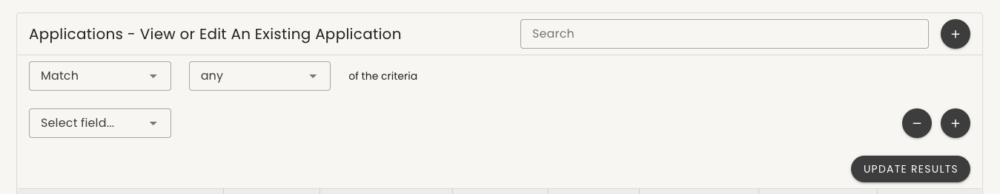 Applications - View or Edit An Existing Application
Search
+
Match
any
of the criteria
Select field...
−
+
UPDATE RESULTS